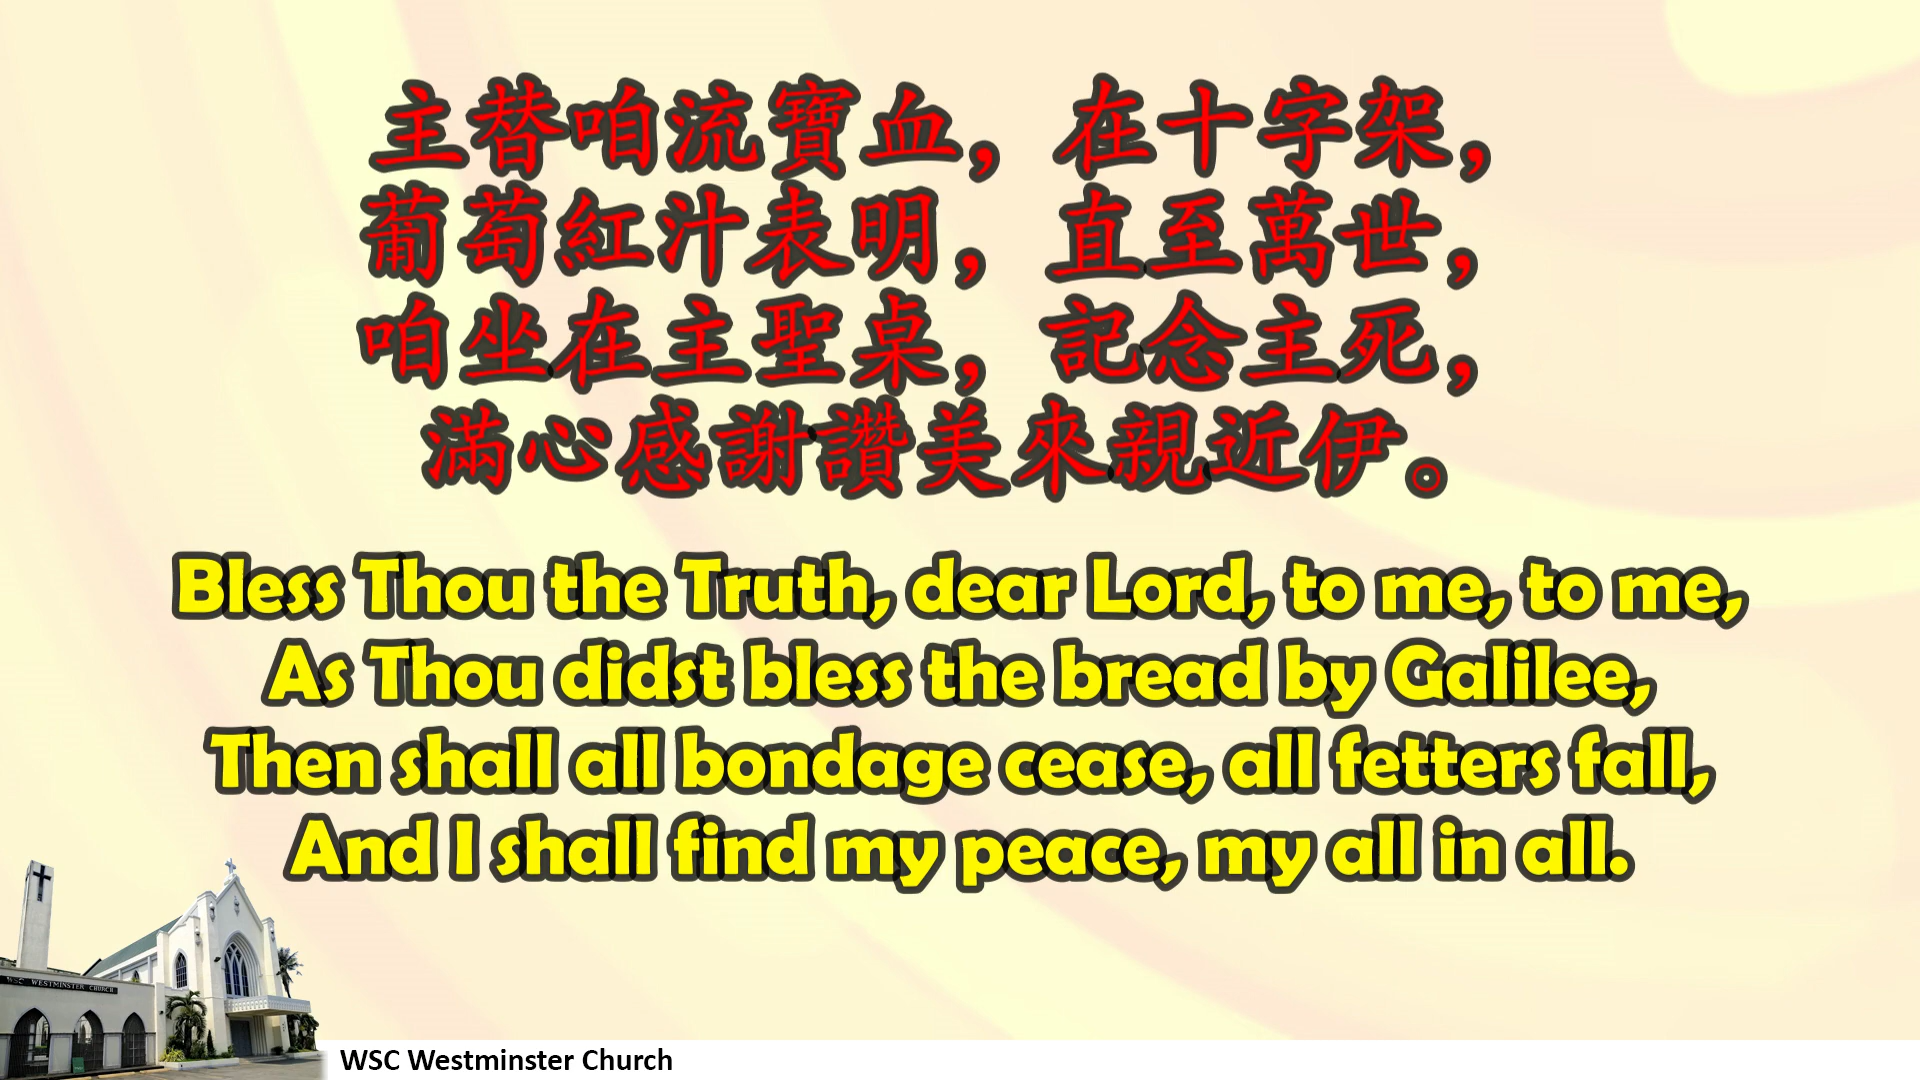 主替咱流寶血，在十字架，
葡萄紅汁表明，直至萬世，
咱坐在主聖桌，記念主死，
滿心感謝讚美來親近伊。
Bless Thou the Truth, dear Lord, to me, to me,
As Thou didst bless the bread by Galilee,
Then shall all bondage cease, all fetters fall,
And I shall find my peace, my all in all.
WSC WESTMINSTER CHURCH
WSC Westminster Church